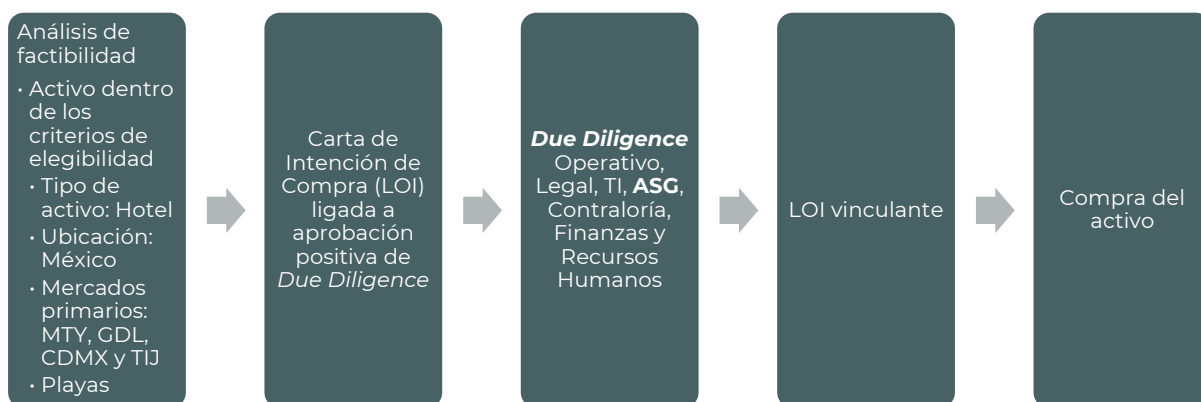 Análisis de
factibilidad
• Activo dentro
de los
criterios de
elegibilidad
• Tipo de
activo: Hotel
• Ubicación:
México
• Mercados
primarios:
MTY, GDL,
CDMX y TIJ
• Playas
Carta de
Intención de
Compra (LOI)
ligada a
aprobación
positiva de
Due Diligence
Due Diligence
Operativo,
Legal, TI, ASG,
Contraloría,
Finanzas y
Recursos
Humanos
LOI vinculante
Compra del
activo